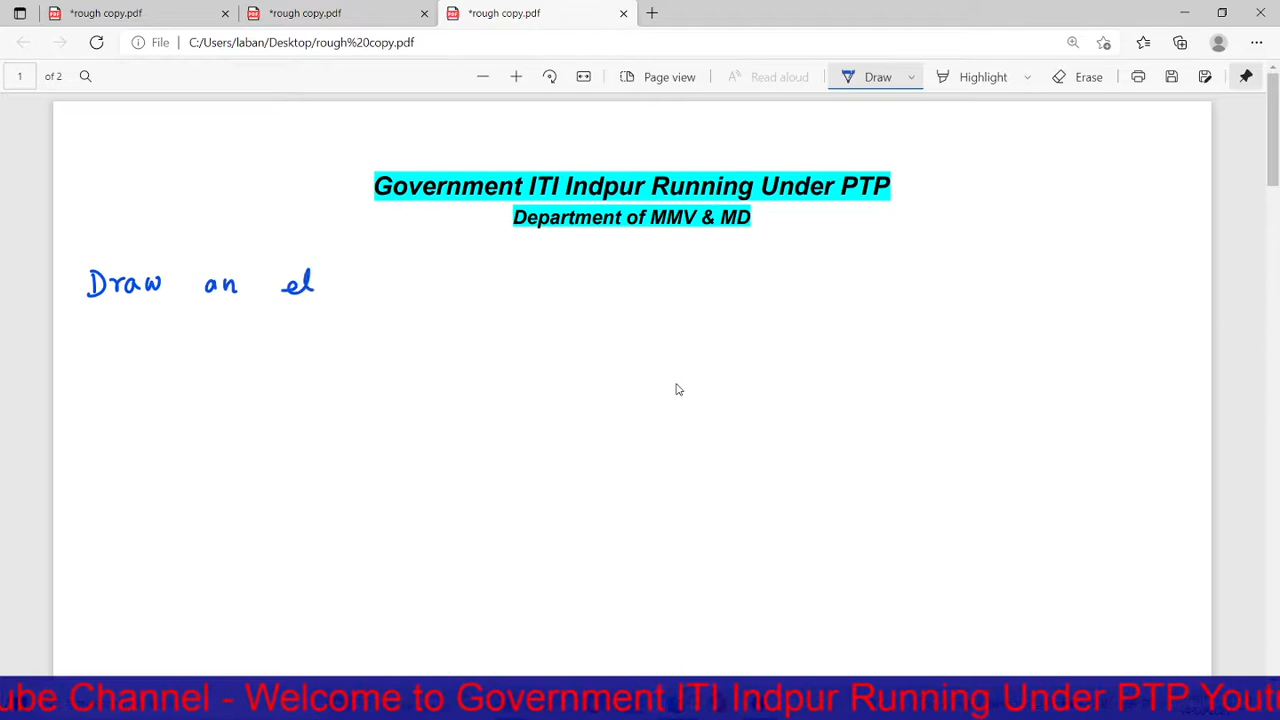 *rough copy.pdf *rough copy.pdf *rough copy.pdf
File C:/Users/laban/Desktop/rough%20copy.pdf
1 of 2 Page view Read aloud Draw Highlight Erase
Government ITI Indpur Running Under PTP
Department of MMV & MD
Draw an el
ube Channel - Welcome to Government ITI Indpur Running Under PTP Yout